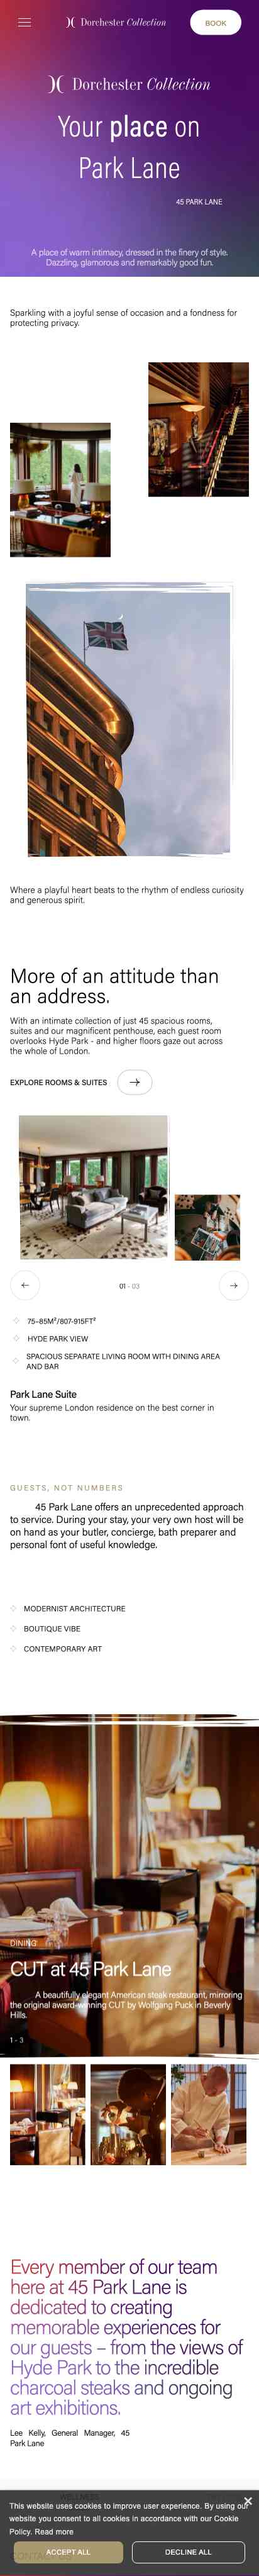 Dorchester Collection
BOOK
Dorchester Collection
Your place on
Park Lane
45 PARK LANE
A place of warm intimacy, dressed in the finery of style.
Dazzling, glamorous and remarkably good fun.
Sparkling with a joyful sense of occasion and a fondness for
protecting privacy.
Where a playful heart beats to the rhythm of endless curiosity
and generous spirit.
More of an attitude than
an address.
With an intimate collection of just 45 spacious rooms,
suites and our magnificent penthouse, each guest room
overlooks Hyde Park - and higher floors gaze out across
the whole of London.
EXPLORE ROOMS & SUITES
01 - 03
75–85M²/807-915FT²
HYDE PARK VIEW
SPACIOUS SEPARATE LIVING ROOM WITH DINING AREA
AND BAR
Park Lane Suite
Your supreme London residence on the best corner in
town.
GUESTS, NOT NUMBERS
45 Park Lane offers an unprecedented approach
to service. During your stay, your very own host will be
on hand as your butler, concierge, bath preparer and
personal font of useful knowledge.
MODERNIST ARCHITECTURE
BOUTIQUE VIBE
CONTEMPORARY ART
DINING
CUT at 45 Park Lane
A beautifully elegant American steak restaurant, mirroring
the original award-winning CUT by Wolfgang Puck in Beverly
Hills.
1 - 3
Every member of our team
here at 45 Park Lane is
dedicated to creating
memorable experiences for
our guests – from the views of
Hyde Park to the incredible
charcoal steaks and ongoing
art exhibitions.
Lee Kelly, General Manager, 45
Park Lane
This website uses cookies to improve user experience. By using our
website you consent to all cookies in accordance with our Cookie
Policy. Read more
ACCEPT ALL
DECLINE ALL